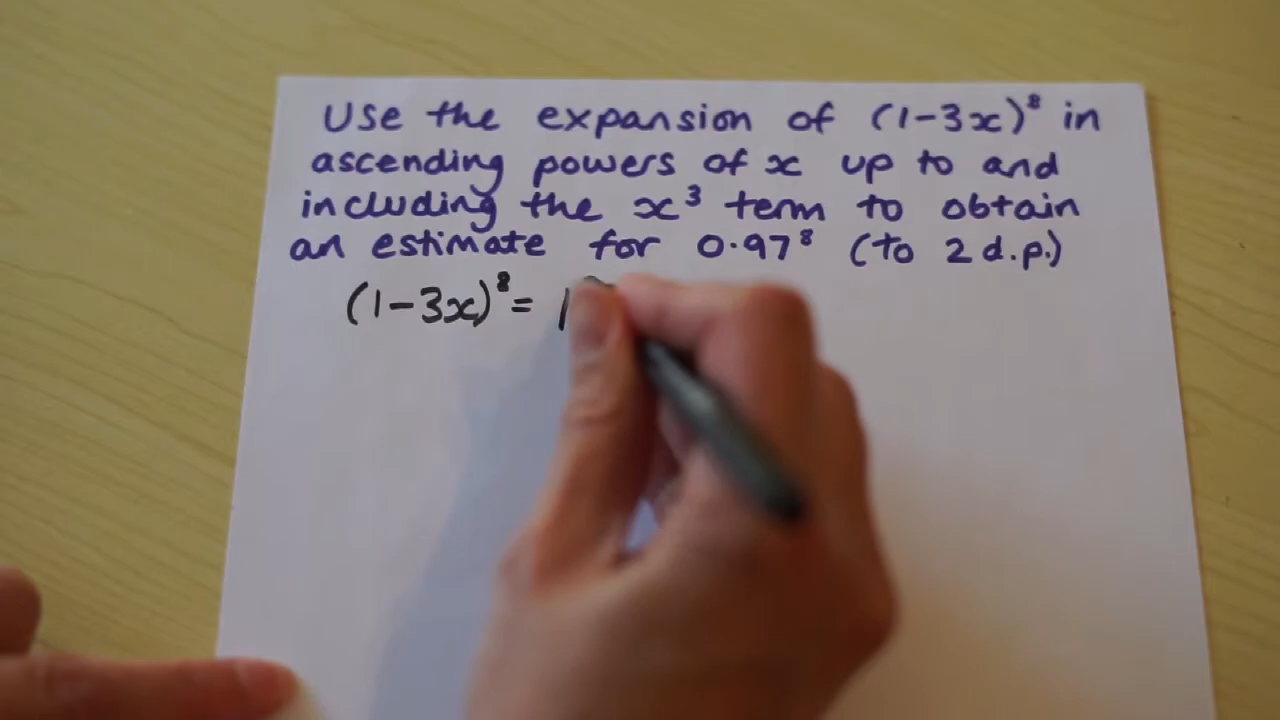 Use the expansion of (1-3x)⁸ in
ascending powers of x up to and
including the x³ term to obtain
an estimate for 0.97⁸ (to 2 d.p.)
(1-3x)⁸= 1